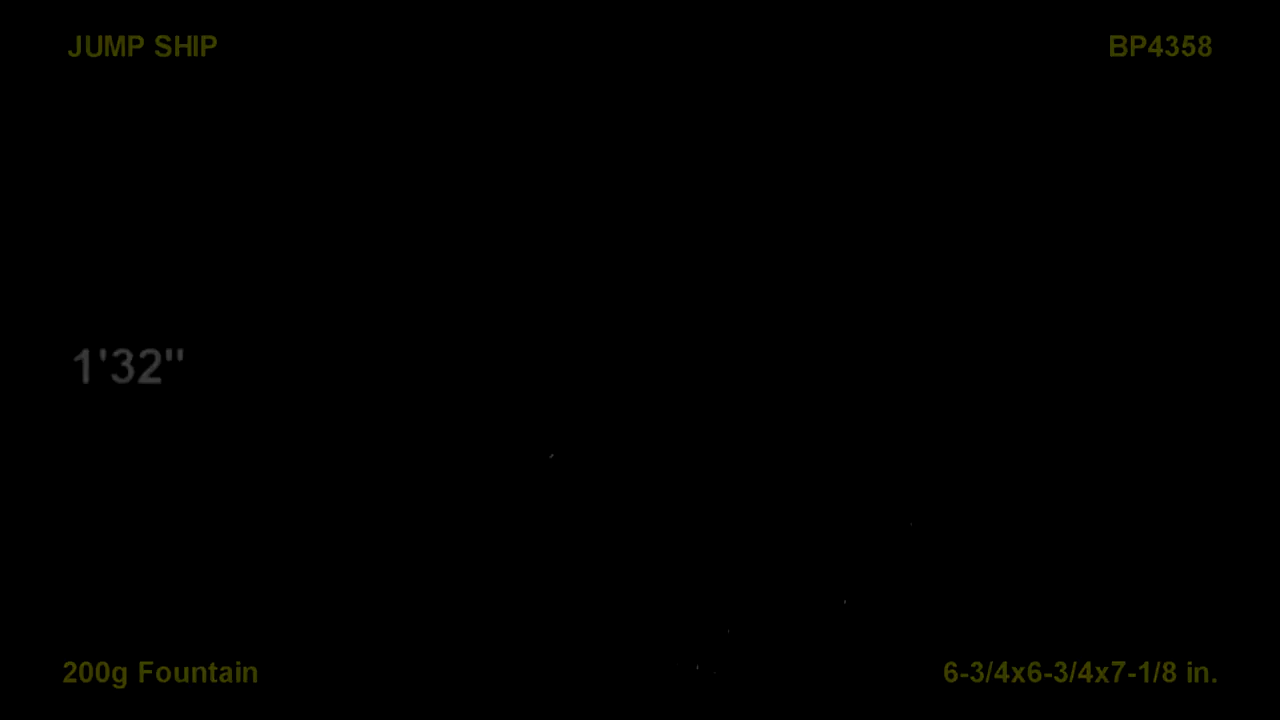 JUMP SHIP
BP4358
1'32"
200g Fountain
6-3/4x6-3/4x7-1/8 in.